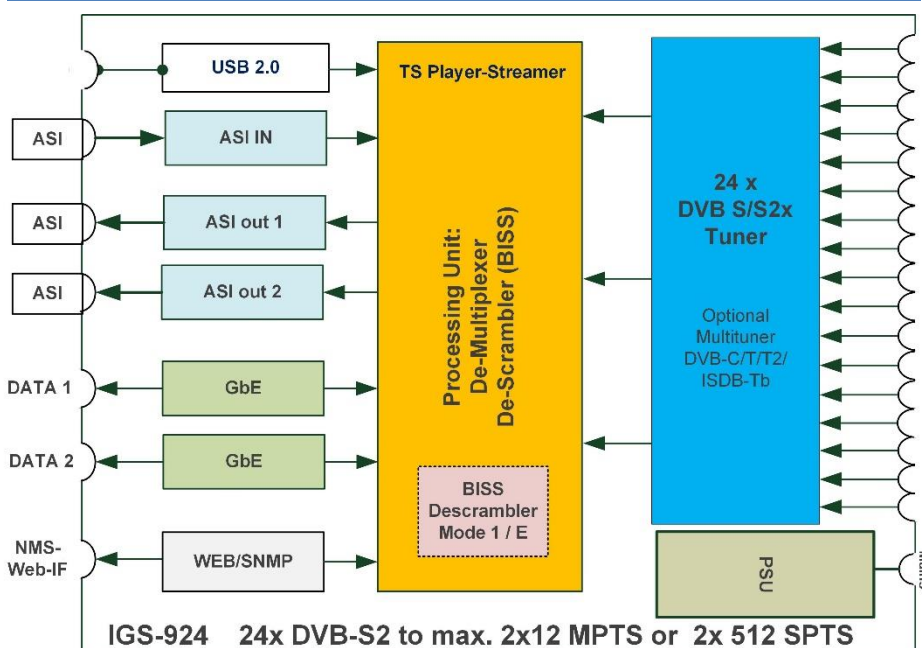 USB 2.0
TS Player-Streamer
ASI
ASI IN
ASI
ASI out 1
ASI
ASI out 2
DATA 1
GbE
DATA 2
GbE
NMS-
Web-IF
WEB/SNMP
Processing Unit:
De-Multiplexer
De-Scrambler (BISS)
BISS
Descrambler
Mode 1 / E
24 x
DVB S/S2x
Tuner
Optional
Multituner
DVB-C/T/T2/
ISDB-Tb
PSU
IGS-924 24x DVB-S2 to max. 2x12 MPTS or 2x 512 SPTS